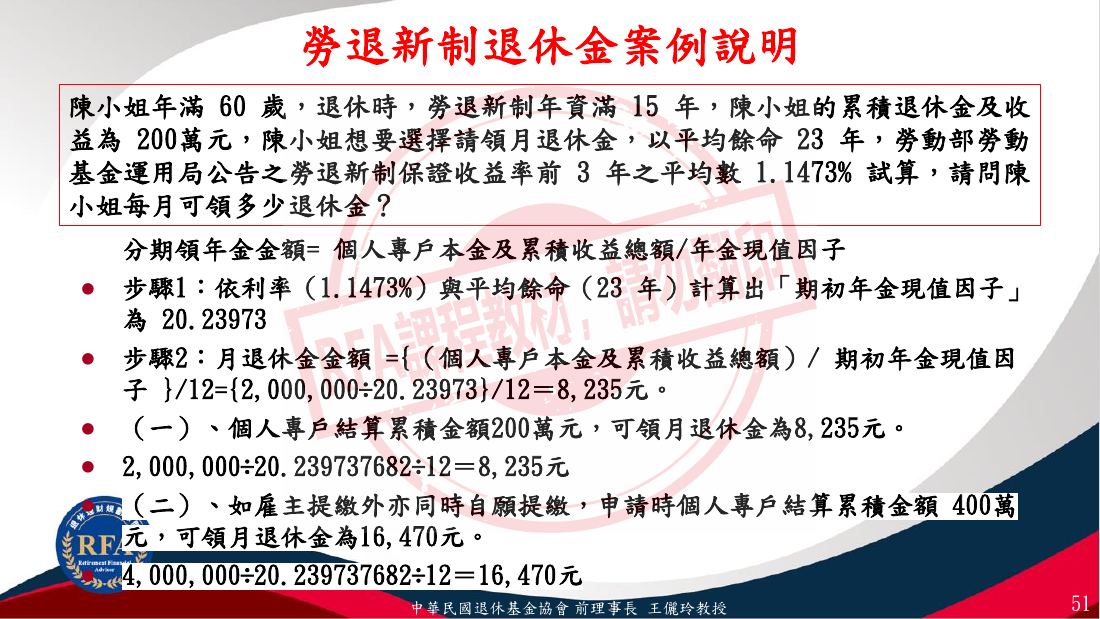 勞退新制退休金案例說明
陳小姐年滿 60 歲，退休時，勞退新制年資滿 15 年，陳小姐的累積退休金及收
益為 200萬元，陳小姐想要選擇請領月退休金，以平均餘命 23 年，勞動部勞動
基金運用局公告之勞退新制保證收益率前 3 年之平均數 1.1473% 試算，請問陳
小姐每月可領多少退休金？
分期領年金金額= 個人專戶本金及累積收益總額/年金現值因子
● 步驟1：依利率（1.1473%）與平均餘命（23 年）計算出「期初年金現值因子」
為 20.23973
● 步驟2：月退休金金額 ={（個人專戶本金及累積收益總額）/ 期初年金現值因
子 }/12={2,000,000÷20.23973}/12＝8,235元。
● （一）、個人專戶結算累積金額200萬元，可領月退休金為8,235元。
● 2,000,000÷20.239737682÷12＝8,235元
● （二）、如雇主提繳外亦同時自願提繳，申請時個人專戶結算累積金額 400萬
元，可領月退休金為16,470元。
● 4,000,000÷20.239737682÷12＝16,470元
RFA課程教材，請勿翻印
RFA
Retirement Financial
Advisor
中華民國退休基金協會 前理事長 王儷玲教授
51